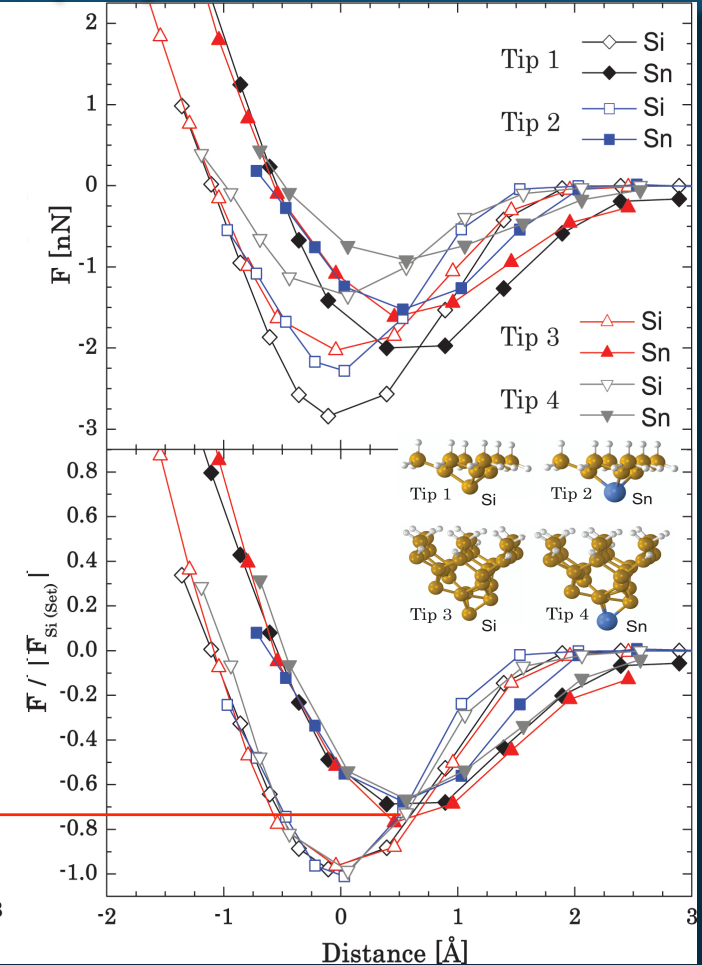 2
1
0
-1
-2
-3
F [nN]
Tip 1
Si
Sn
Tip 2
Si
Sn
Tip 3
Si
Sn
Tip 4
Si
Sn
Tip 1
Si
Tip 2
Sn
Tip 3
Si
Tip 4
Sn
0.8
0.6
0.4
0.2
0.0
-0.2
-0.4
-0.6
-0.8
-1.0
F / | F Si (Set) |
-2 -1 0 1 2 3
Distance [Å]